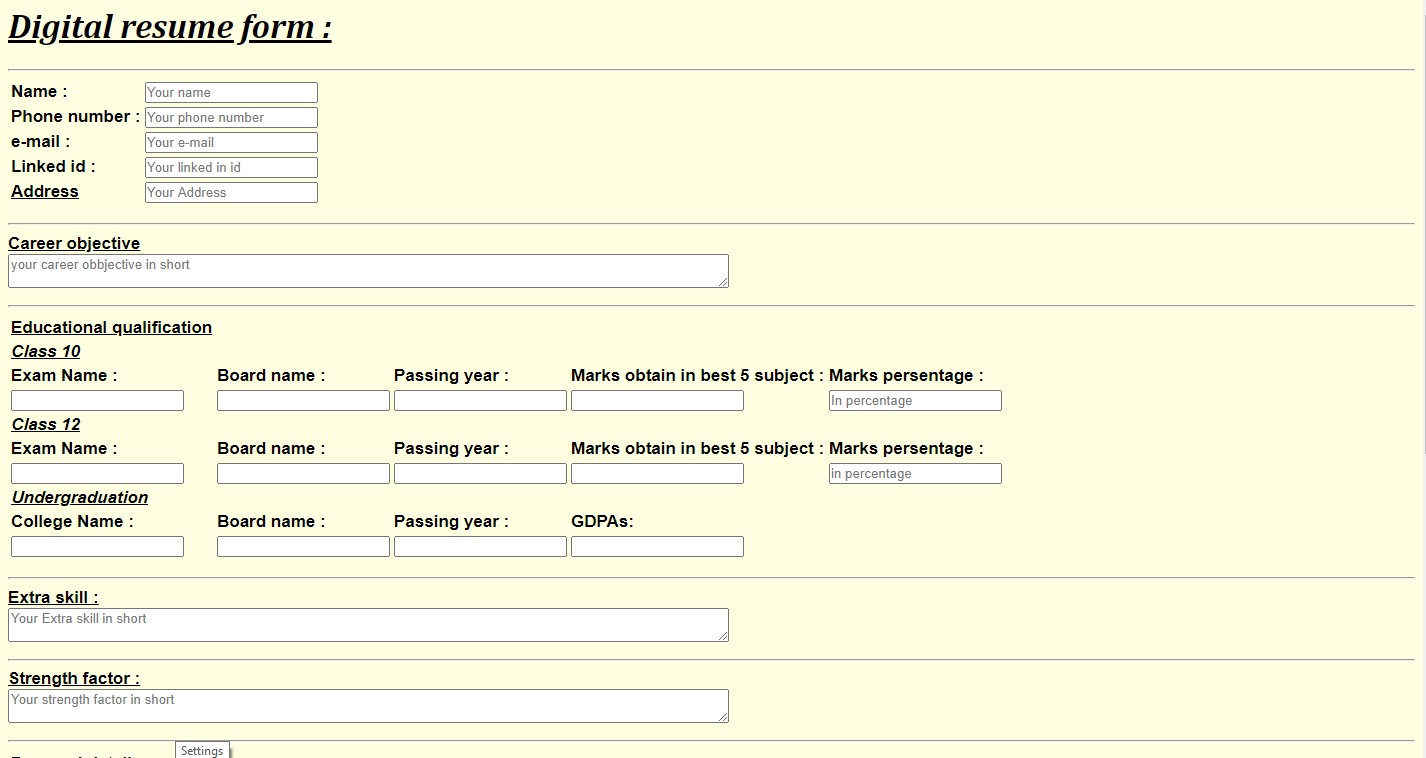 Digital resume form :
Name : Your name
Phone number : Your phone number
e-mail : Your e-mail
Linked id : Your linked in id
Address Your Address
Career objective
your career obbjective in short
Educational qualification
Class 10
Exam Name : Board name : Passing year : Marks obtain in best 5 subject : Marks persentage :
In percentage
Class 12
Exam Name : Board name : Passing year : Marks obtain in best 5 subject : Marks persentage :
in percentage
Undergraduation
College Name : Board name : Passing year : GDPAs:
Extra skill :
Your Extra skill in short
Strength factor :
Your strength factor in short
Settings